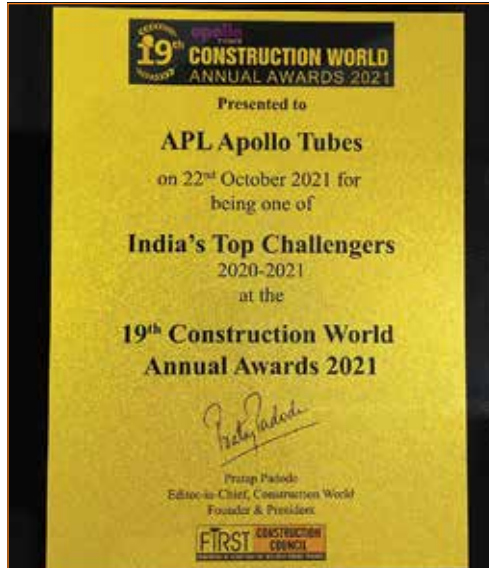 apollo
19th CONSTRUCTION WORLD
ANNUAL AWARDS 2021
Presented to
APL Apollo Tubes
on 22nd October 2021 for
being one of
India's Top Challengers
2020-2021
at the
19th Construction World
Annual Awards 2021
Pratap Padode
Pratap Padode
Editor-in-Chief, Construction World
Founder & President
FIRST CONSTRUCTION
COUNCIL